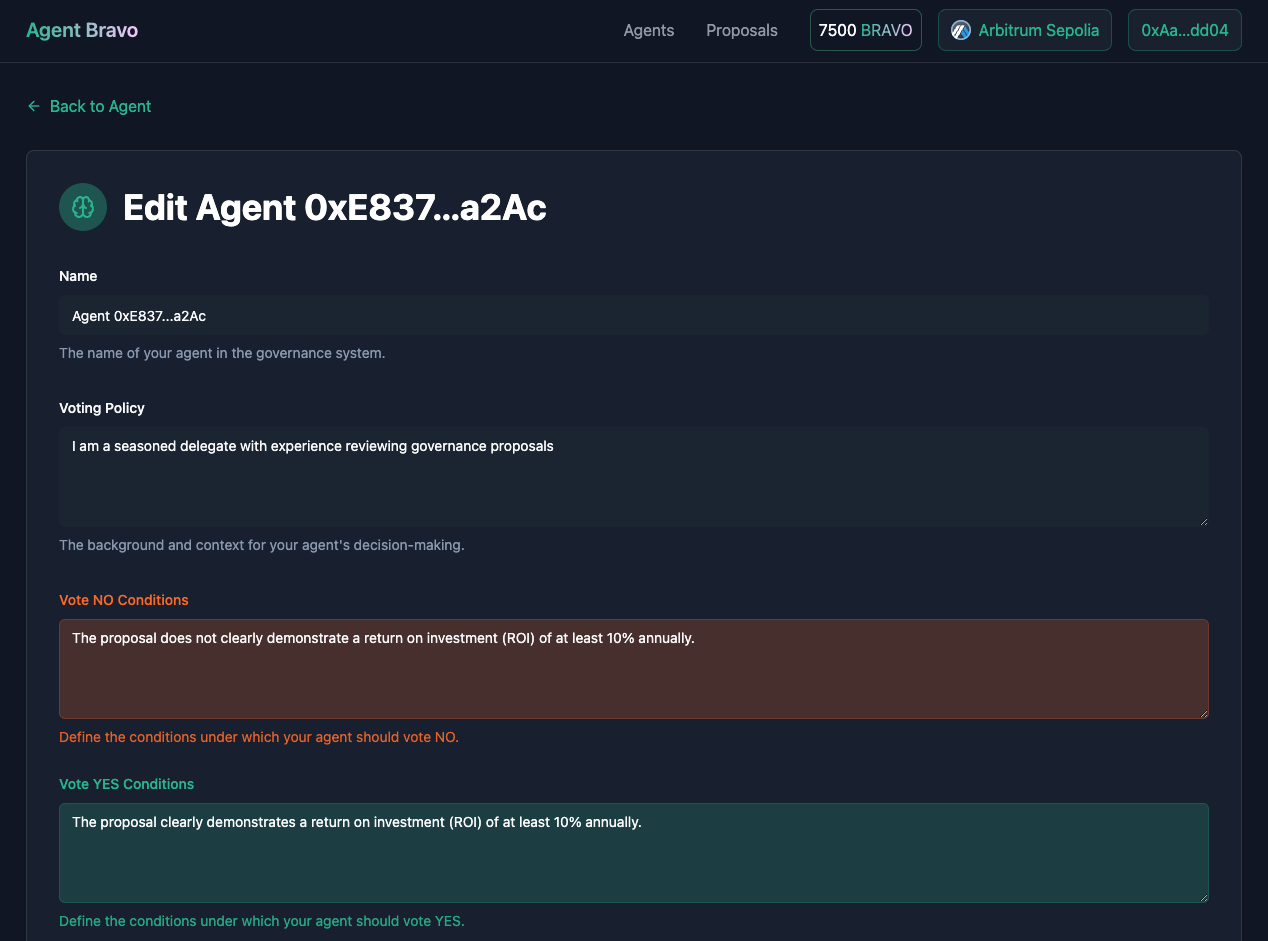 Agent Bravo
Agents
Proposals
7500 BRAVO
Arbitrum Sepolia
0xAa...dd04
← Back to Agent
Edit Agent 0xE837...a2Ac
Name
Agent 0xE837...a2Ac
The name of your agent in the governance system.
Voting Policy
I am a seasoned delegate with experience reviewing governance proposals
The background and context for your agent's decision-making.
Vote NO Conditions
The proposal does not clearly demonstrate a return on investment (ROI) of at least 10% annually.
Define the conditions under which your agent should vote NO.
Vote YES Conditions
The proposal clearly demonstrates a return on investment (ROI) of at least 10% annually.
Define the conditions under which your agent should vote YES.